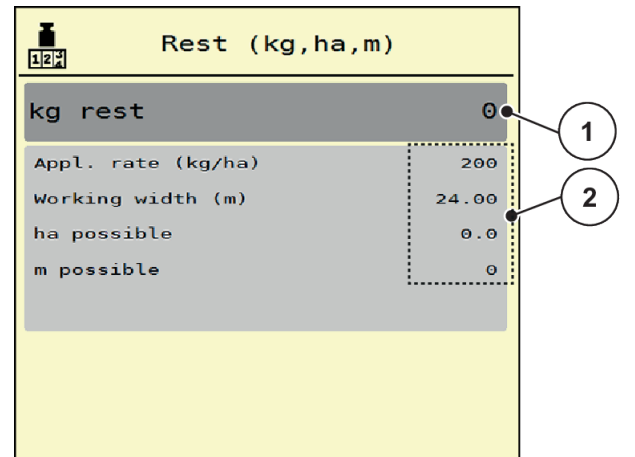 123
Rest (kg,ha,m)
kg rest 0
1
Appl. rate (kg/ha) 200
Working width (m) 24.00
2
ha possible 0.0
m possible 0